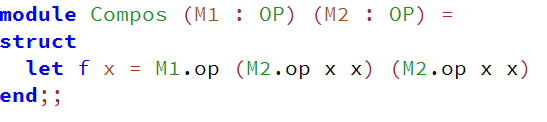 module Compos (M1 : OP) (M2 : OP) =
struct
  let f x = M1.op (M2.op x x) (M2.op x x)
end;;